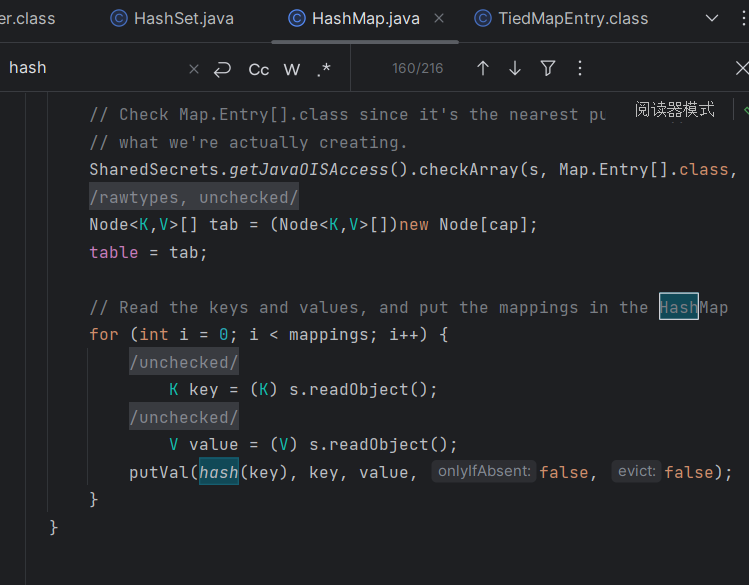 er.class HashSet.java HashMap.java TiedMapEntry.class
hash Cc W .* 160/216
// Check Map.Entry[].class since it's the nearest pu 阅读器模式
// what we're actually creating.
SharedSecrets.getJavaOISAccess().checkArray(s, Map.Entry[].class,
/rawtypes, unchecked/
Node<K,V>[] tab = (Node<K,V>[])new Node[cap];
table = tab;
// Read the keys and values, and put the mappings in the HashMap
for (int i = 0; i < mappings; i++) {
/unchecked/
K key = (K) s.readObject();
/unchecked/
V value = (V) s.readObject();
putVal(hash(key), key, value, onlyIfAbsent: false, evict: false);
}
}